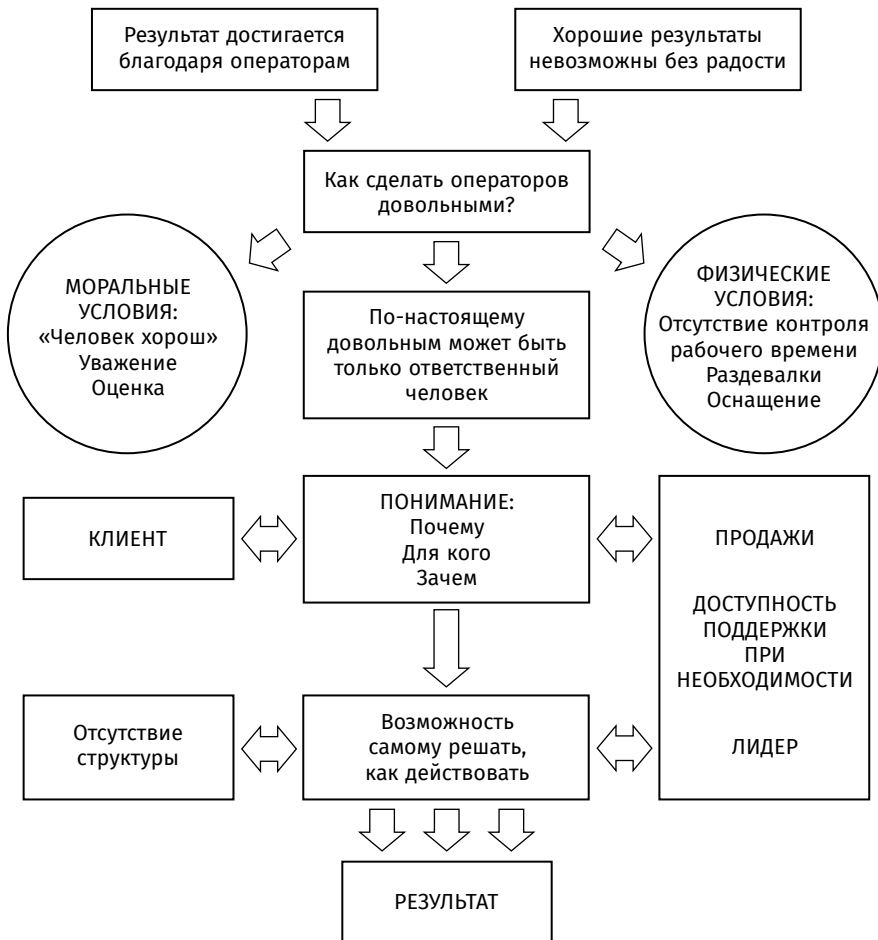 Результат достигается
благодаря операторам
Хорошие результаты
невозможны без радости
Как сделать операторов
довольными?
МОРАЛЬНЫЕ
УСЛОВИЯ:
«Человек хорош»
Уважение
Оценка
По-настоящему
довольным может быть
только ответственный
человек
ФИЗИЧЕСКИЕ
УСЛОВИЯ:
Отсутствие контроля
рабочего времени
Раздевалки
Оснащение
КЛИЕНТ
ПОНИМАНИЕ:
Почему
Для кого
Зачем
ПРОДАЖИ
ДОСТУПНОСТЬ
ПОДДЕРЖКИ
ПРИ
НЕОБХОДИМОСТИ
ЛИДЕР
Отсутствие
структуры
Возможность
самому решать,
как действовать
РЕЗУЛЬТАТ